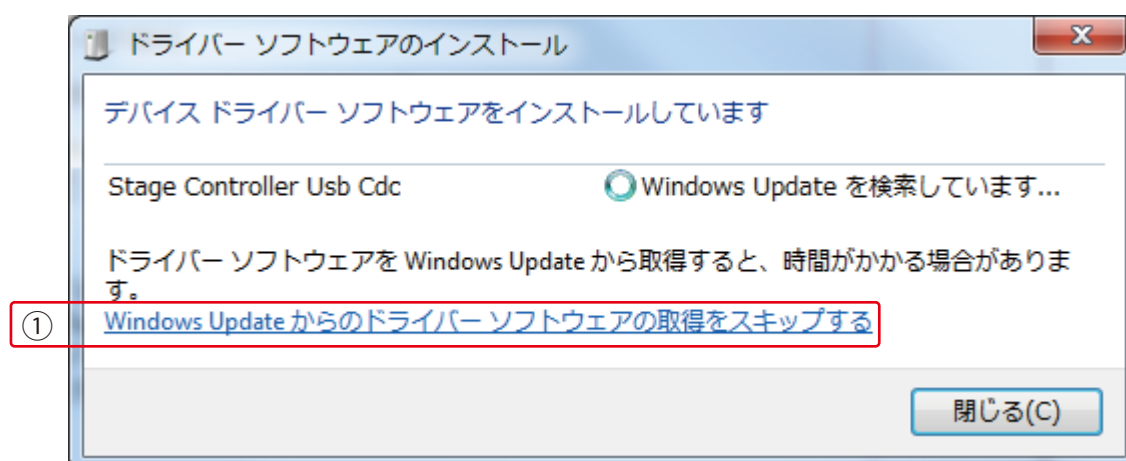 ドライバー ソフトウェアのインストール
デバイス ドライバー ソフトウェアをインストールしています
Stage Controller Usb Cdc Windows Update を検索しています...
ドライバー ソフトウェアを Windows Update から取得すると、時間がかかる場合がありま
す。
① Windows Update からのドライバー ソフトウェアの取得をスキップする
閉じる(C)